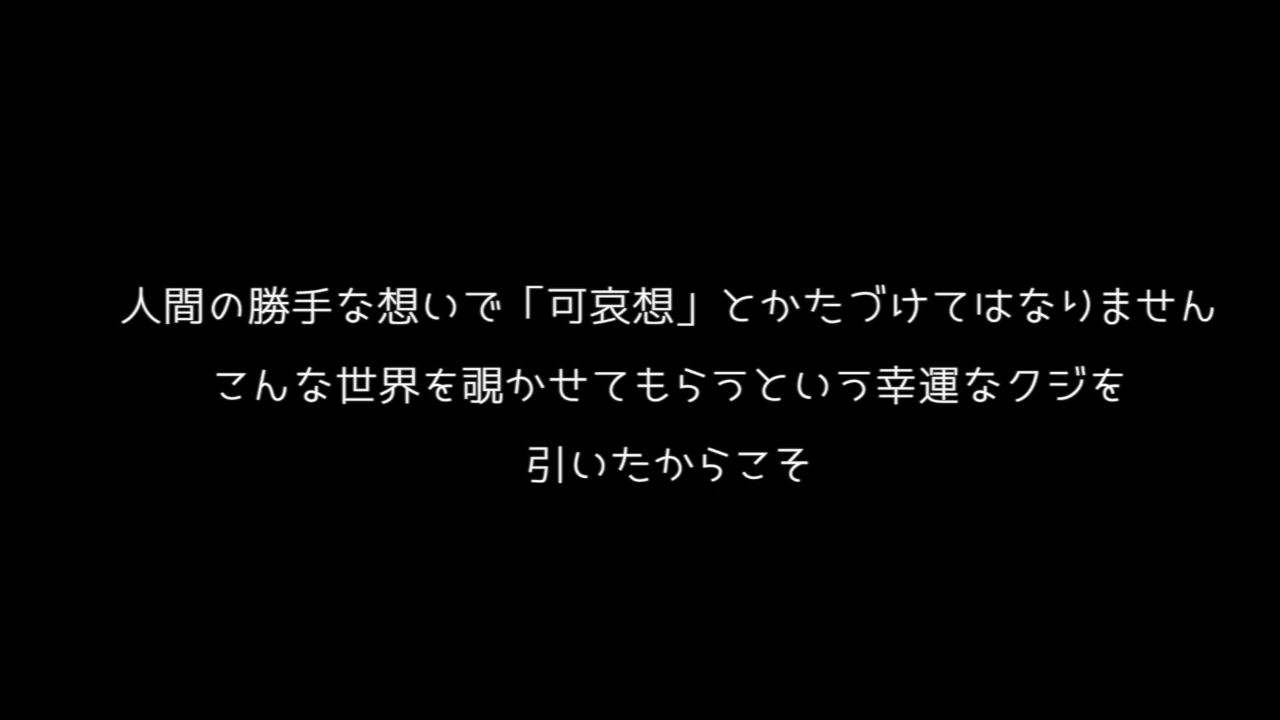 人間の勝手な想いで「可哀想」とかたづけてはなりません
こんな世界を覗かせてもらうという幸運なクジを
引いたからこそ